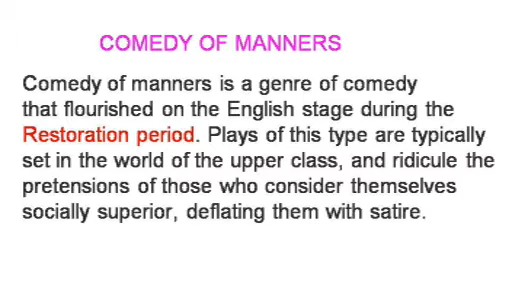 COMEDY OF MANNERS
Comedy of manners is a genre of comedy
that flourished on the English stage during the
Restoration period. Plays of this type are typically
set in the world of the upper class, and ridicule the
pretensions of those who consider themselves
socially superior, deflating them with satire.